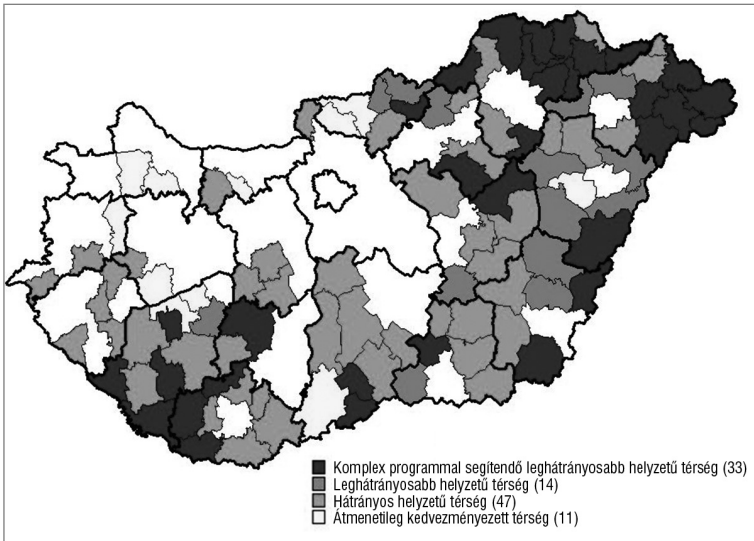 Komplex programmal segítendő leghátrányosabb helyzetű térség (33)
Leghátrányosabb helyzetű térség (14)
Hátrányos helyzetű térség (47)
Átmenetileg kedvezményezett térség (11)